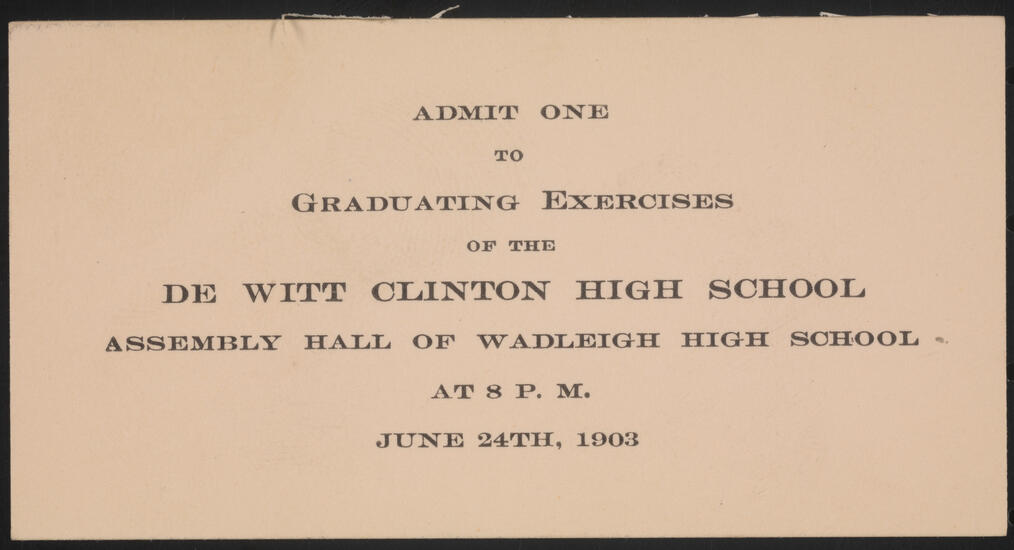 ADMIT ONE
TO
GRADUATING EXERCISES
OF THE
DE WITT CLINTON HIGH SCHOOL
ASSEMBLY HALL OF WADLEIGH HIGH SCHOOL
AT 8 P. M.
JUNE 24TH, 1903